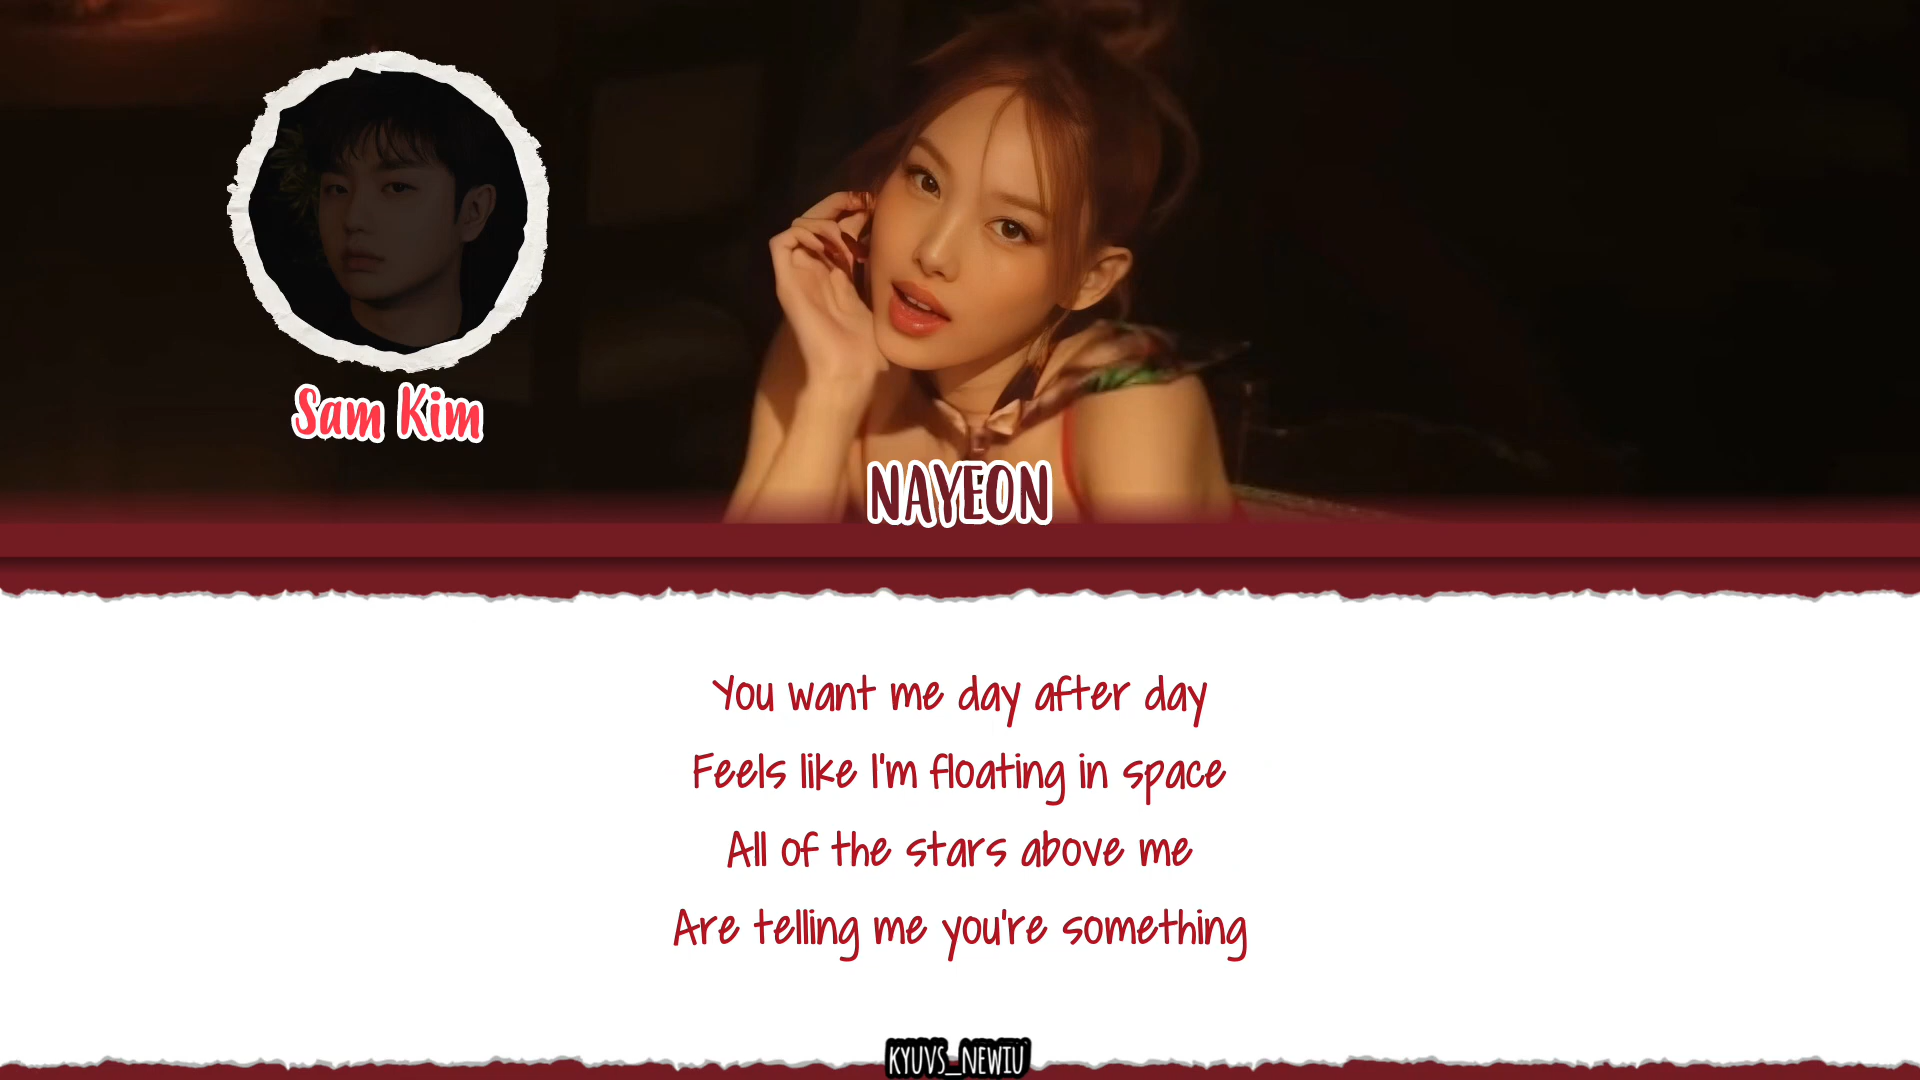 Sam Kim
NAYEON
You want me day after day
Feels like I'm floating in space
All of the stars above me
Are telling me you're something
KYUVS_NEWIU